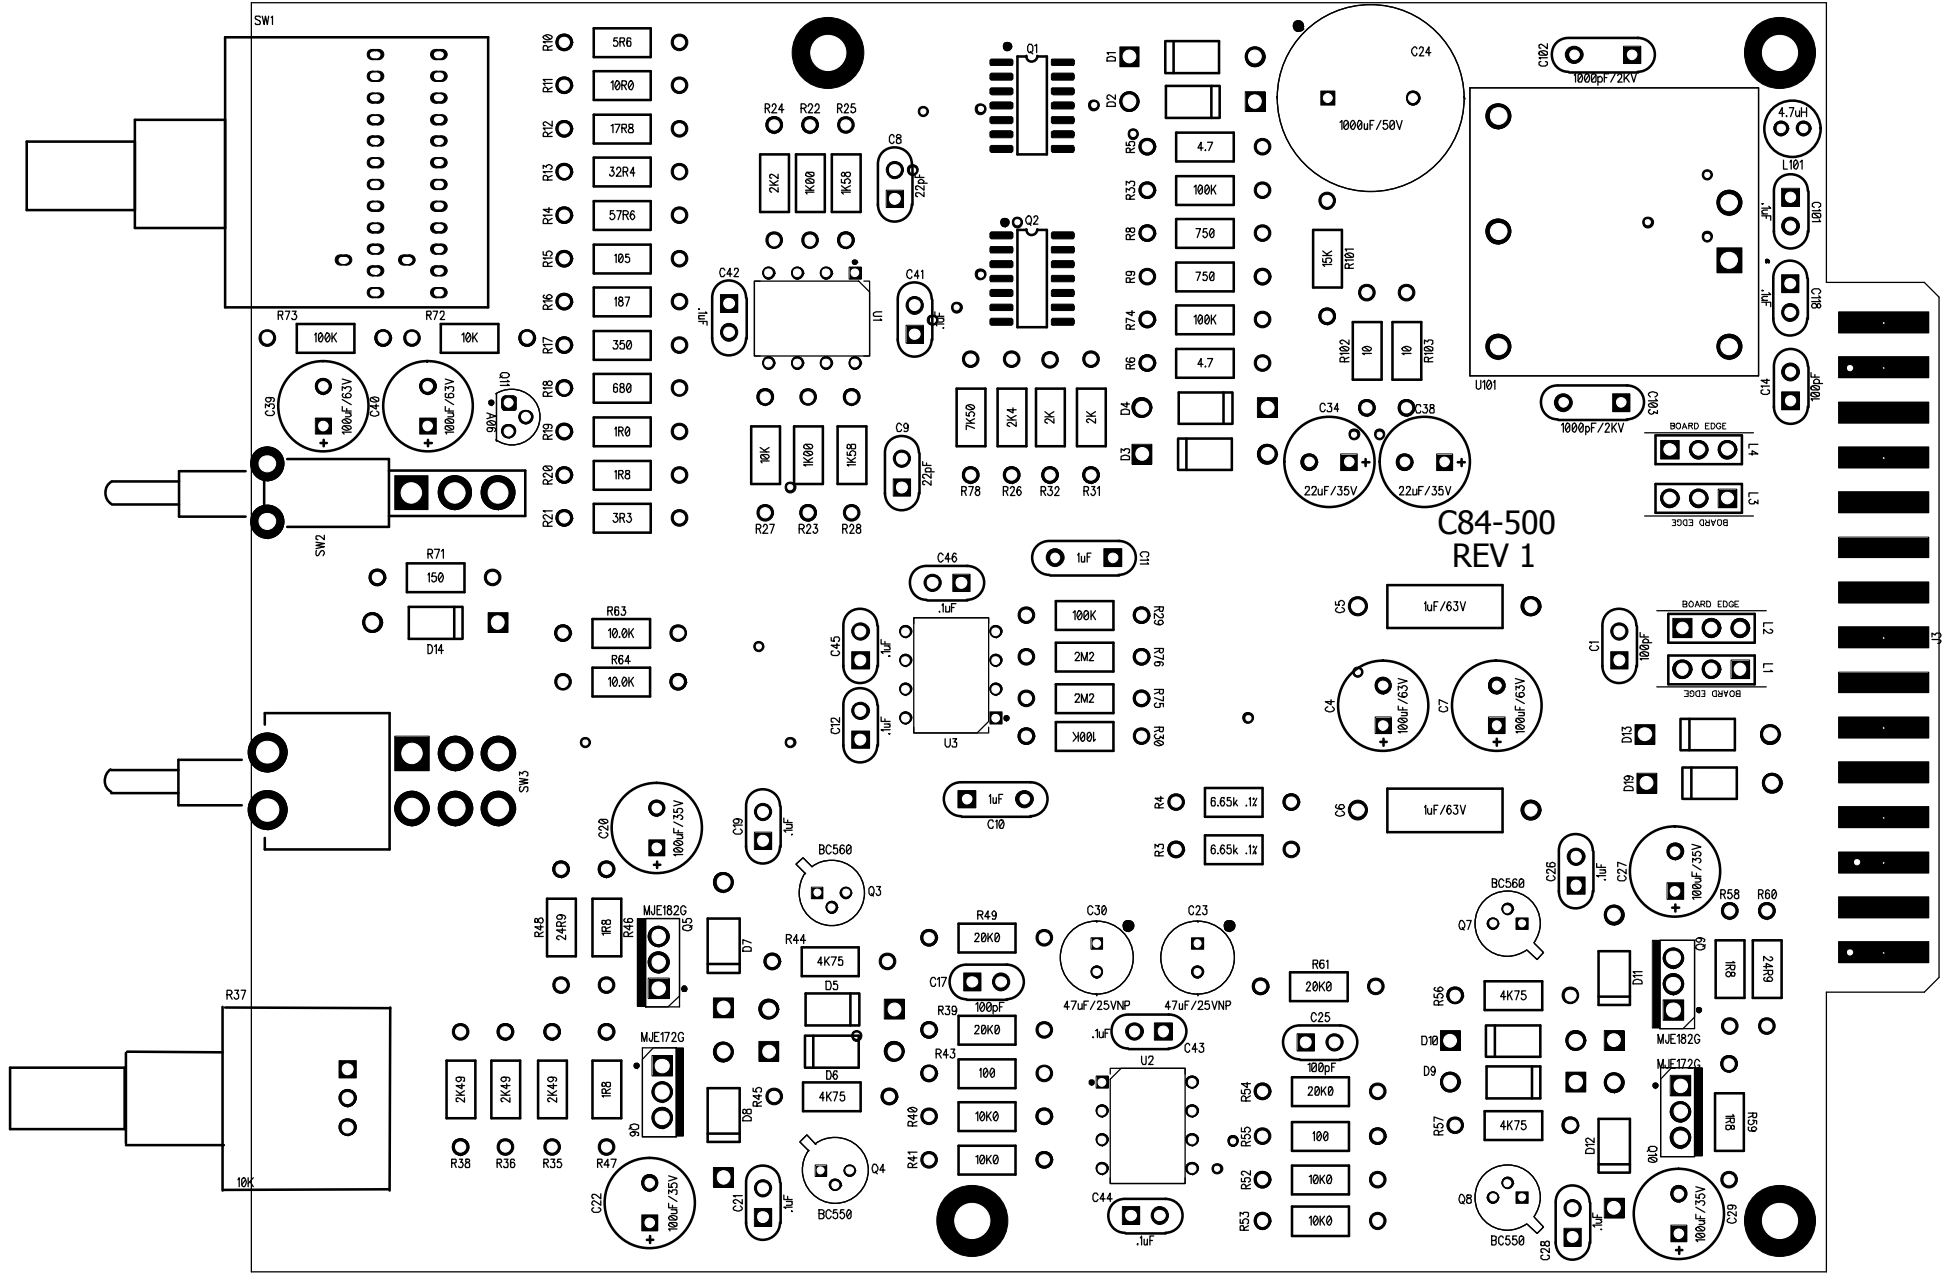 SW1
R10
5R6
R11
10R0
R12
17R8
R13
32R4
R14
57R6
R15
105
R16
187
R17
350
R18
680
R19
1R0
R20
1R8
R21
3R3
R24
R22
R25
2K2
1K00
1K58
C8
22pF
Q1
Q2
D1
D2
R5
4.7
R33
100K
R8
750
R9
750
R74
100K
R6
4.7
D4
D3
C24
1000uF/50V
C102
1000pF/2KV
4.7uH
L101
C101
.1uF
C118
.1uF
C14
U101
C103
1000pF/2KV
15K
R101
R102
10
10
R103
C34
C38
22uF/35V
22uF/35V
BOARD EDGE
L4
L3
BOARD EDGE
C84-500
REV 1
R73
100K
R72
10K
C39
100uF/63V
C40
100uF/63V
Q11
A06
SW2
C42
.1uF
U1
C41
.1uF
10K
1K00
1K58
R27
R23
R28
C9
22pF
7K50
2K4
2K
2K
R78
R26
R32
R31
R71
150
D14
R63
10.0K
R64
10.0K
C46
.1uF
C11
1uF
C45
.1uF
C12
.1uF
U3
100K
R29
2M2
R76
2M2
R75
100K
R30
C10
1uF
C5
1uF/63V
C4
100uF/63V
C7
100uF/63V
C6
1uF/63V
C1
100pF
BOARD EDGE
L2
L1
BOARD EDGE
J1
D13
D19
SW3
R4
6.65k .1%
R3
6.65k .1%
C20
100uF/35V
C19
.1uF
BC560
Q3
R48
24R9
1R8
R46
MJE182G
Q5
D7
R44
4K75
D5
D6
R45
4K75
MJE172G
Q6
D8
BC550
Q4
C21
.1uF
C22
100uF/35V
R37
10K
2K49
2K49
2K49
1R8
R38
R36
R35
R47
R49
20K0
C17
100pF
R39
20K0
R43
100
R40
10K0
R41
10K0
C30
47uF/25VNP
C23
47uF/25VNP
.1uF
C43
U2
C44
.1uF
R61
20K0
C25
100pF
R54
20K0
R55
100
R52
10K0
R53
10K0
BC560
Q7
C26
.1uF
C27
100uF/35V
R58
R60
1R8
24R9
Q9
MJE182G
D11
R56
4K75
D10
D9
R57
4K75
MJE172G
Q10
D12
1R8
R59
Q8
BC550
C28
.1uF
C29
100uF/35V